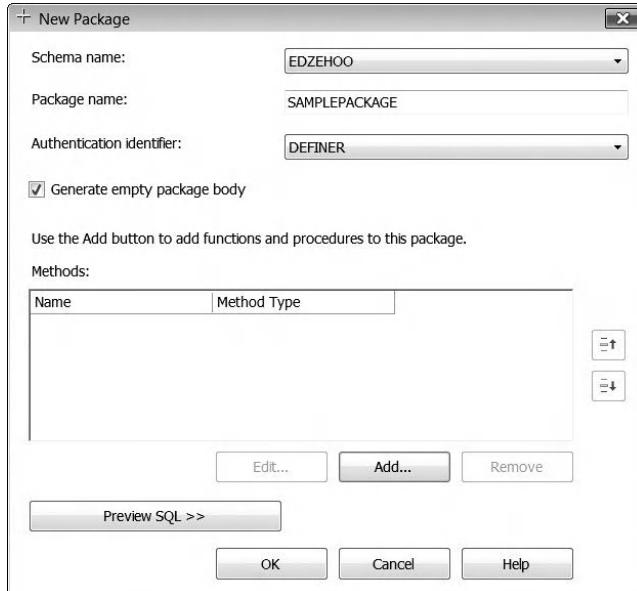 New Package
Schema name: EDZEHOO
Package name: SAMPLEPACKAGE
Authentication identifier: DEFINER
Generate empty package body
Use the Add button to add functions and procedures to this package.
Methods:
Name Method Type
Edit... Add... Remove
Preview SQL >>
OK Cancel Help